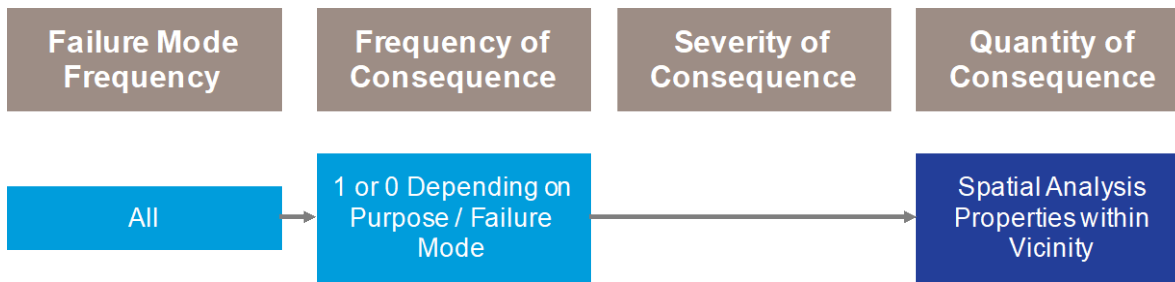 Failure Mode
Frequency
Frequency of
Consequence
Severity of
Consequence
Quantity of
Consequence
All
1 or 0 Depending on
Purpose / Failure
Mode
Spatial Analysis
Properties within
Vicinity